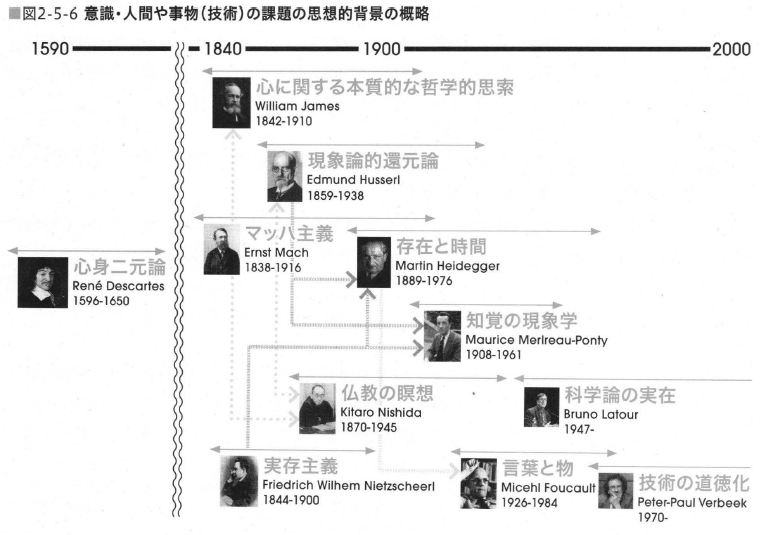 ■図2-5-6 意識・人間や事物(技術)の課題の思想的背景の概略
1590
1840
1900
2000
心に関する本質的な哲学的思索
William James
1842-1910
現象論的還元論
Edmund Husserl
1859-1938
マッハ主義
Ernst Mach
1838-1916
存在と時間
Martin Heidegger
1889-1976
心身二元論
René Descartes
1596-1650
知覚の現象学
Maurice Merlreau-Ponty
1908-1961
仏教の瞑想
Kitaro Nishida
1870-1945
科学論の実在
Bruno Latour
1947-
実存主義
Friedrich Wilhem Nietzscheerl
1844-1900
言葉と物
Micehl Foucault
1926-1984
技術の道徳化
Peter-Paul Verbeek
1970-